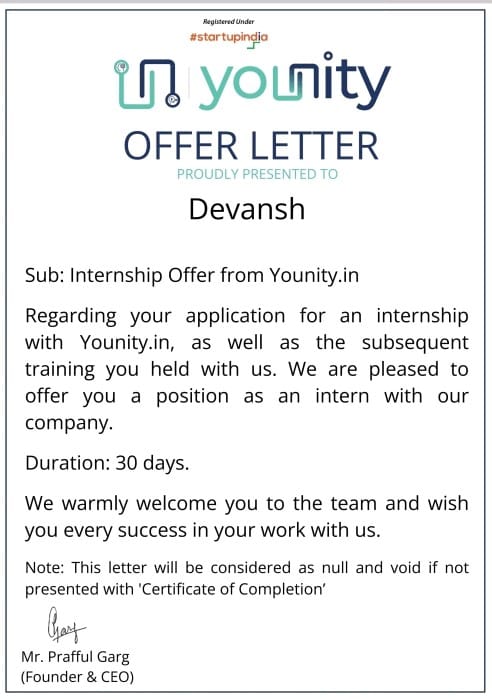 Registered Under
#startupindia
younity
OFFER LETTER
PROUDLY PRESENTED TO
Devansh
Sub: Internship Offer from Younity.in
Regarding your application for an internship
with Younity.in, as well as the subsequent
training you held with us. We are pleased to
offer you a position as an intern with our
company.
Duration: 30 days.
We warmly welcome you to the team and wish
you every success in your work with us.
Note: This letter will be considered as null and void if not
presented with 'Certificate of Completion’
Garg
Mr. Prafful Garg
(Founder & CEO)